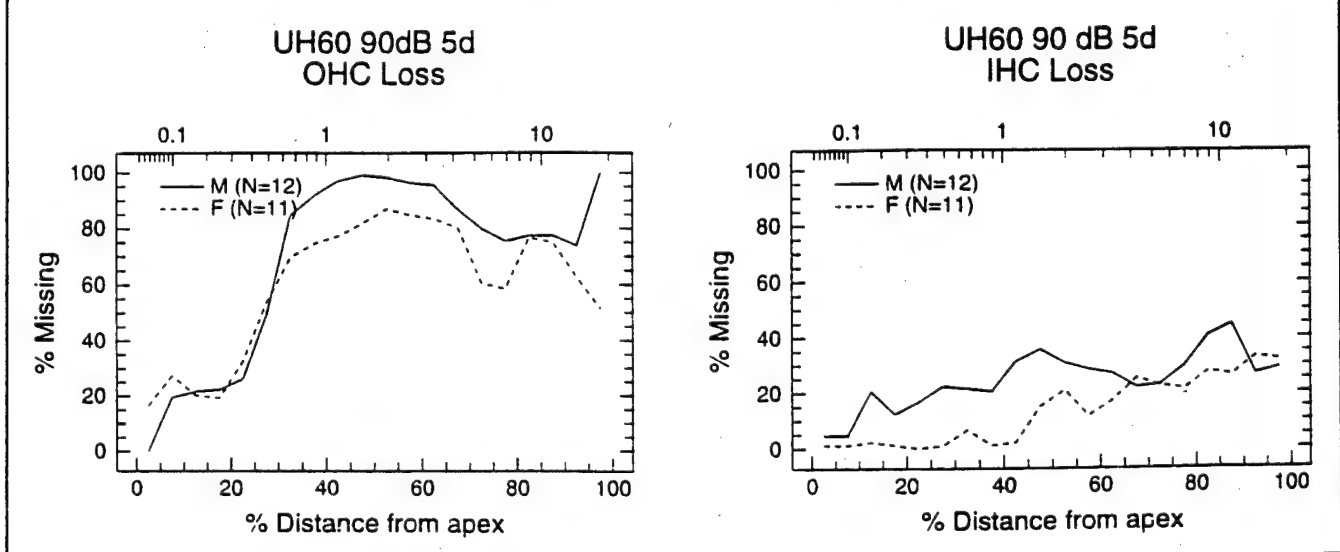 UH60 90dB 5d
OHC Loss
0.1 1 10
100
80
60
40
20
0
M (N=12)
F (N=11)
% Missing
0 20 40 60 80 100
% Distance from apex
UH60 90 dB 5d
IHC Loss
0.1 1 10
100
80
60
40
20
0
M (N=12)
F (N=11)
% Missing
0 20 40 60 80 100
% Distance from apex